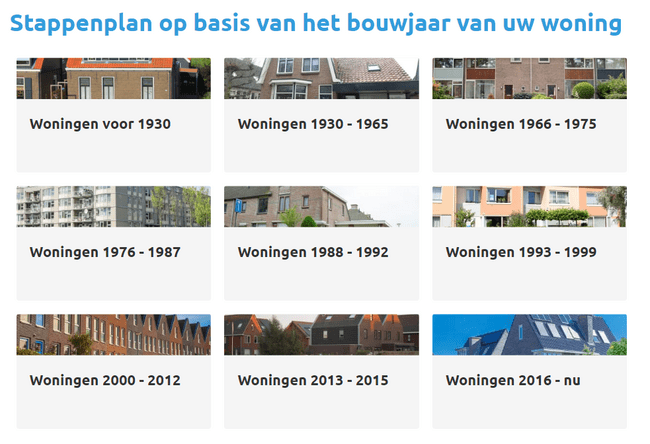 Stappenplan op basis van het bouwjaar van uw woning
Woningen voor 1930
Woningen 1930 - 1965
Woningen 1966 - 1975
Woningen 1976 - 1987
Woningen 1988 - 1992
Woningen 1993 - 1999
Woningen 2000 - 2012
Woningen 2013 - 2015
Woningen 2016 - nu